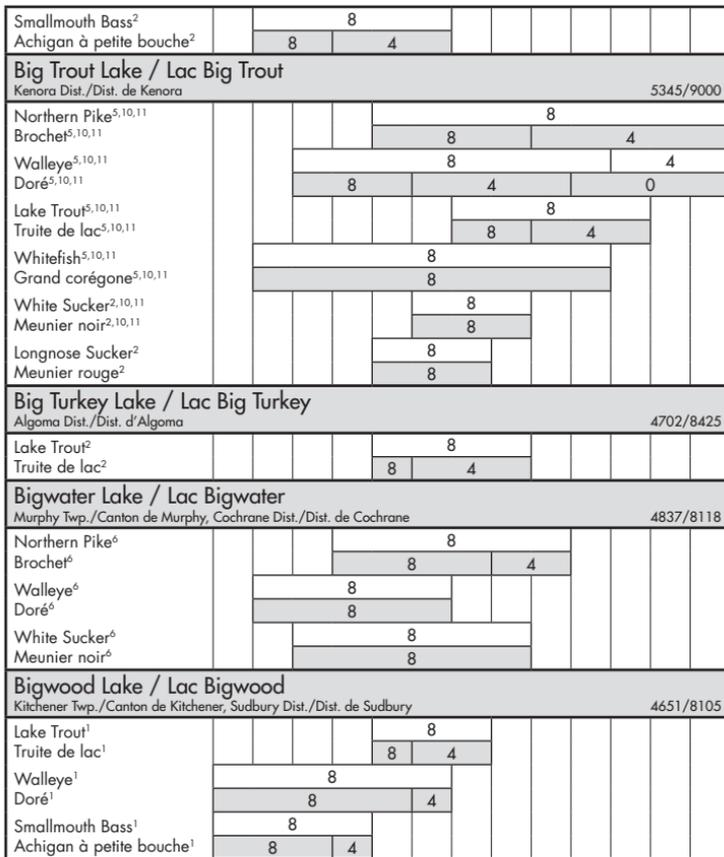 Smallmouth Bass² 8
Achigan à petite bouche² 8 4
Big Trout Lake / Lac Big Trout
Kenora Dist./Dist. de Kenora 5345/9000
Northern Pike⁵,¹⁰,¹¹ 8
Brochet⁵,¹⁰,¹¹ 8 4
Walleye⁵,¹⁰,¹¹ 8 4
Doré⁵,¹⁰,¹¹ 8 4 0
Lake Trout⁵,¹⁰,¹¹ 8
Truite de lac⁵,¹⁰,¹¹ 8 4
Whitefish⁵,¹⁰,¹¹ 8
Grand corégone⁵,¹⁰,¹¹ 8
White Sucker²,¹⁰,¹¹ 8
Meunier noir²,¹⁰,¹¹ 8
Longnose Sucker² 8
Meunier rouge² 8
Big Turkey Lake / Lac Big Turkey
Algoma Dist./Dist. d'Algoma 4702/8425
Lake Trout² 8
Truite de lac² 8 4
Bigwater Lake / Lac Bigwater
Murphy Twp./Canton de Murphy, Cochrane Dist./Dist. de Cochrane 4837/8118
Northern Pike⁶ 8
Brochet⁶ 8 4
Walleye⁶ 8
Doré⁶ 8
White Sucker⁶ 8
Meunier noir⁶ 8
Bigwood Lake / Lac Bigwood
Kitchener Twp./Canton de Kitchener, Sudbury Dist./Dist. de Sudbury 4651/8105
Lake Trout¹ 8
Truite de lac¹ 8 4
Walleye¹ 8
Doré¹ 8 4
Smallmouth Bass¹ 8
Achigan à petite bouche¹ 8 4